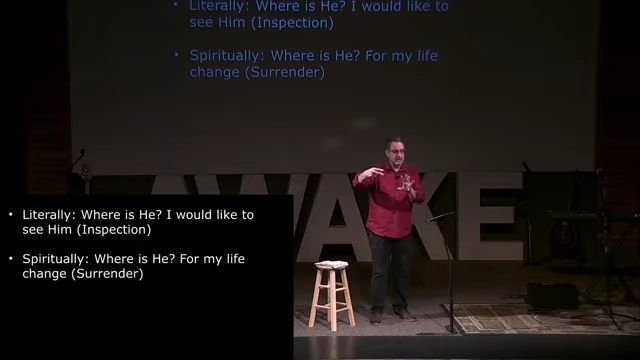 • Literally: Where is He? I would like to
see Him (Inspection)
• Spiritually: Where is He? For my life
change (Surrender)
AWAKE
• Literally: Where is He? I would like to
see Him (Inspection)
• Spiritually: Where is He? For my life
change (Surrender)